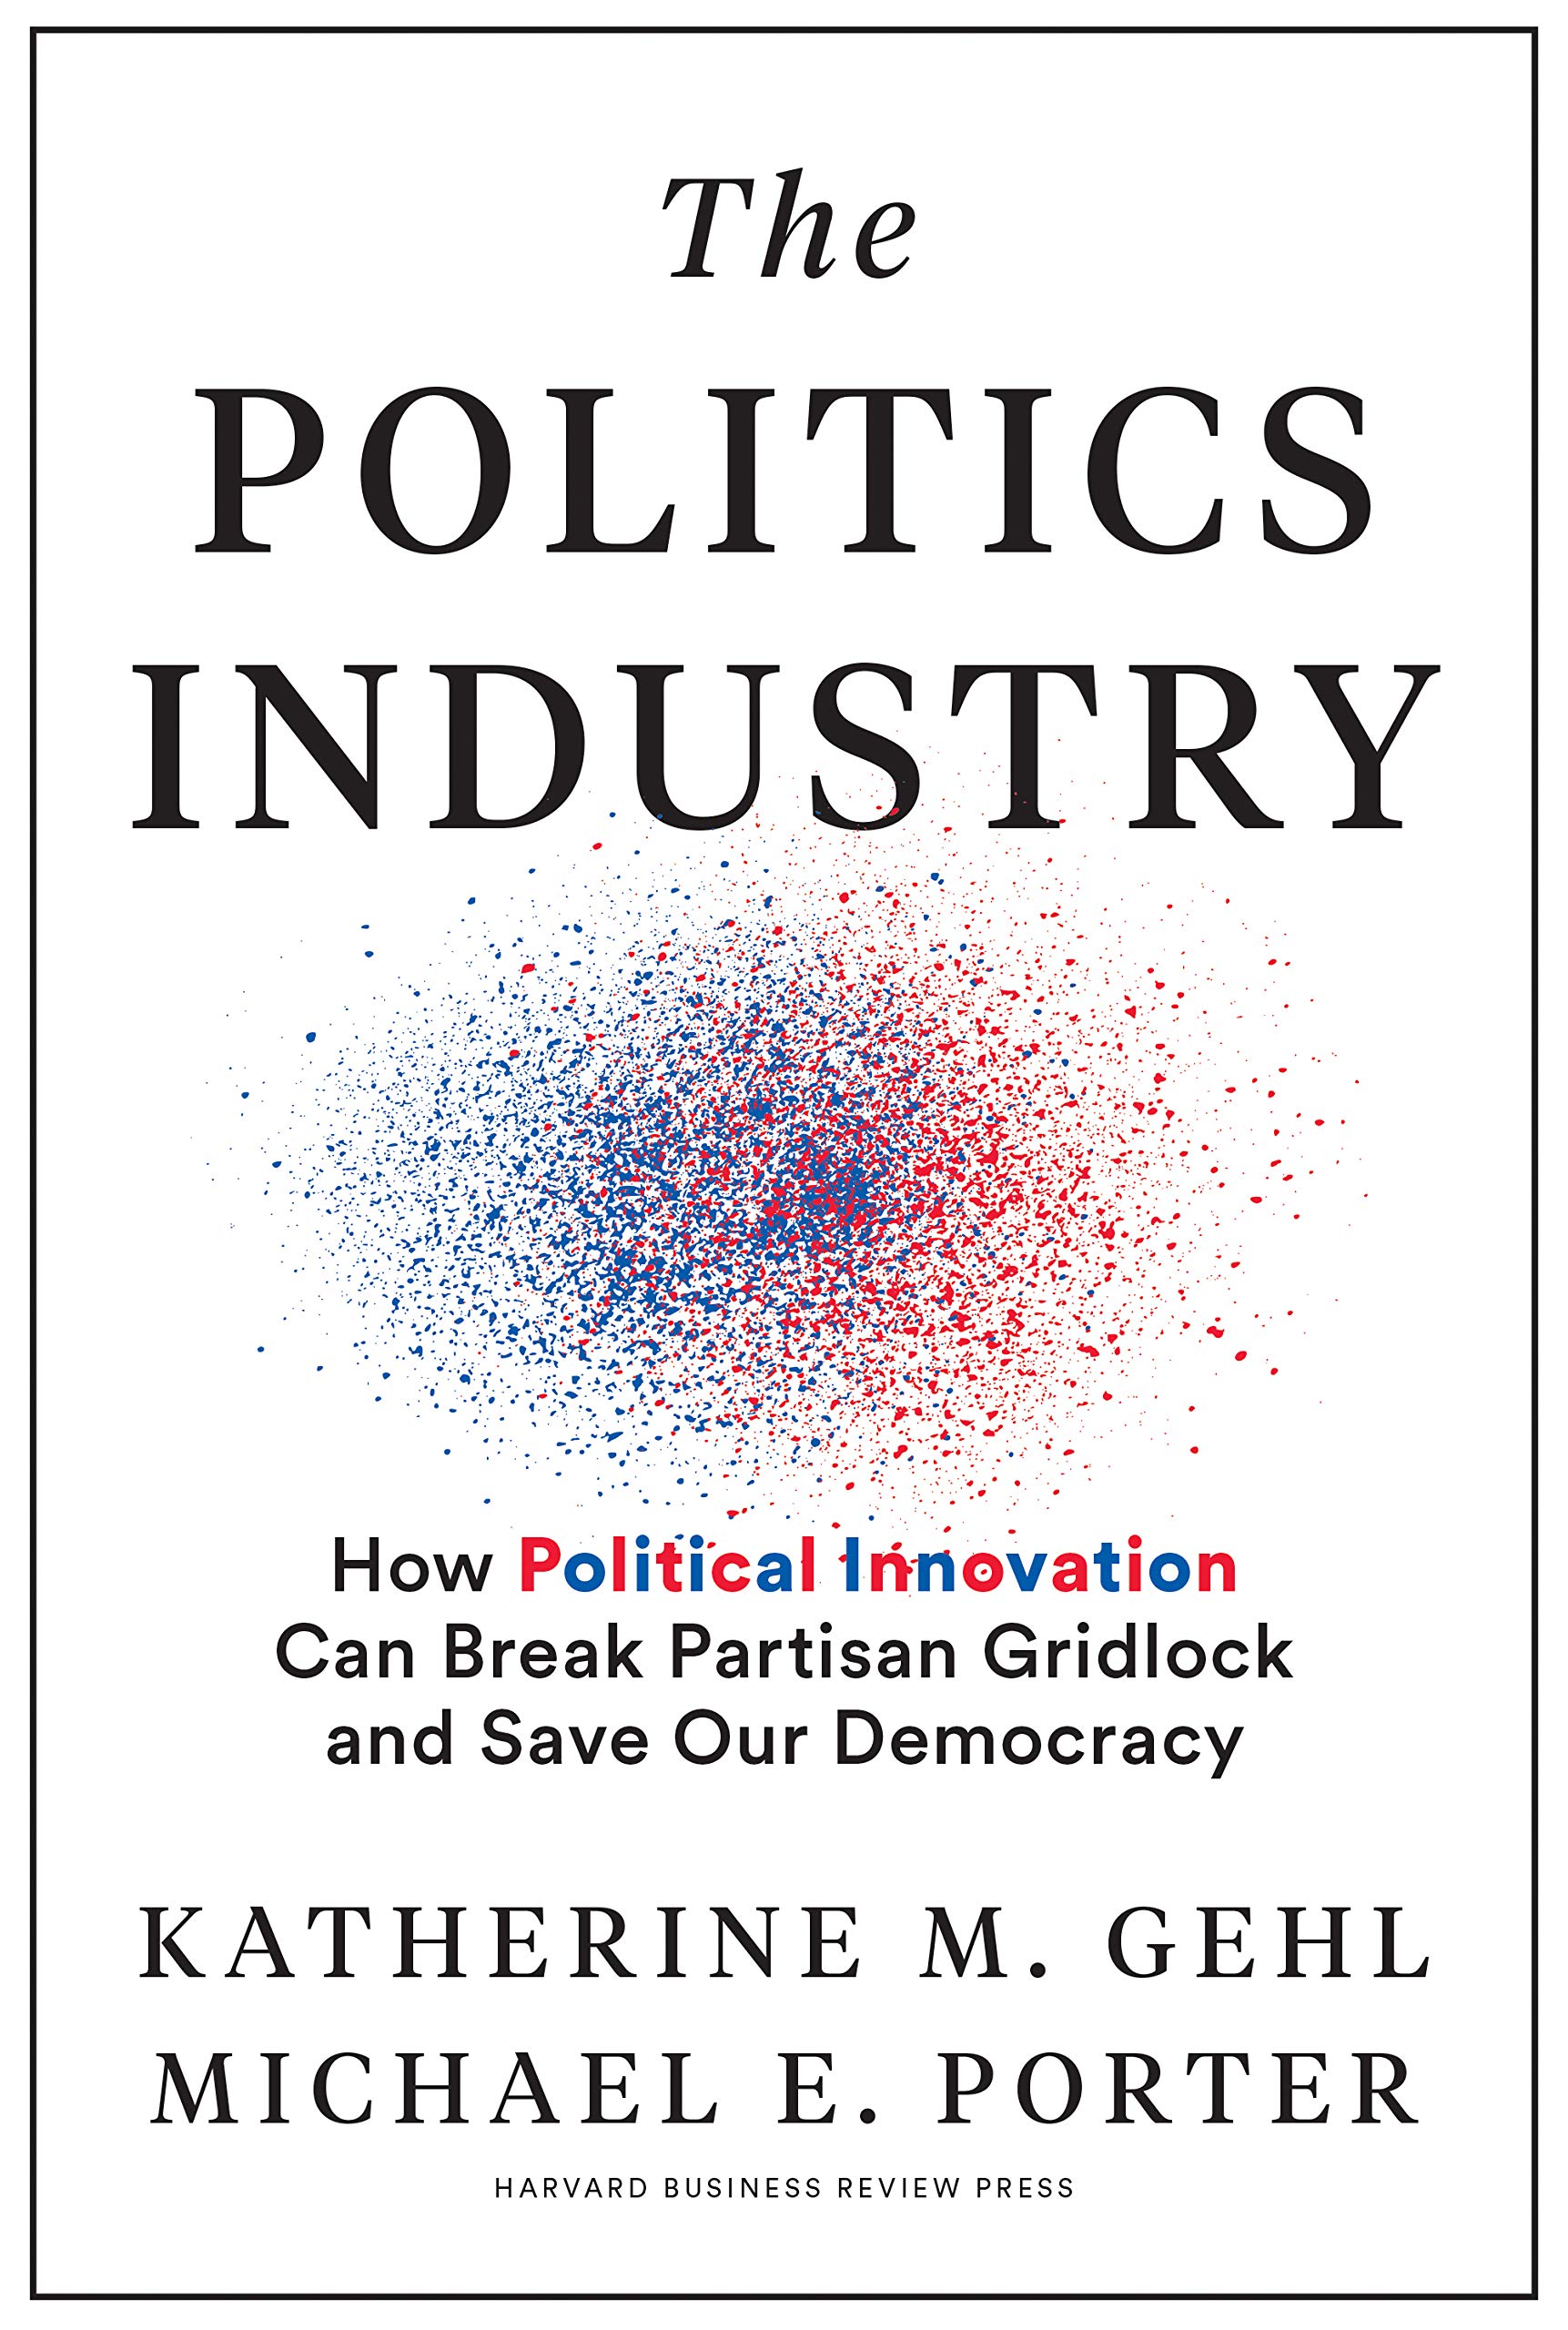 The
POLITICS
INDUSTRY
How Political Innovation
Can Break Partisan Gridlock
and Save Our Democracy
KATHERINE M. GEHL
MICHAEL E. PORTER
HARVARD BUSINESS REVIEW PRESS